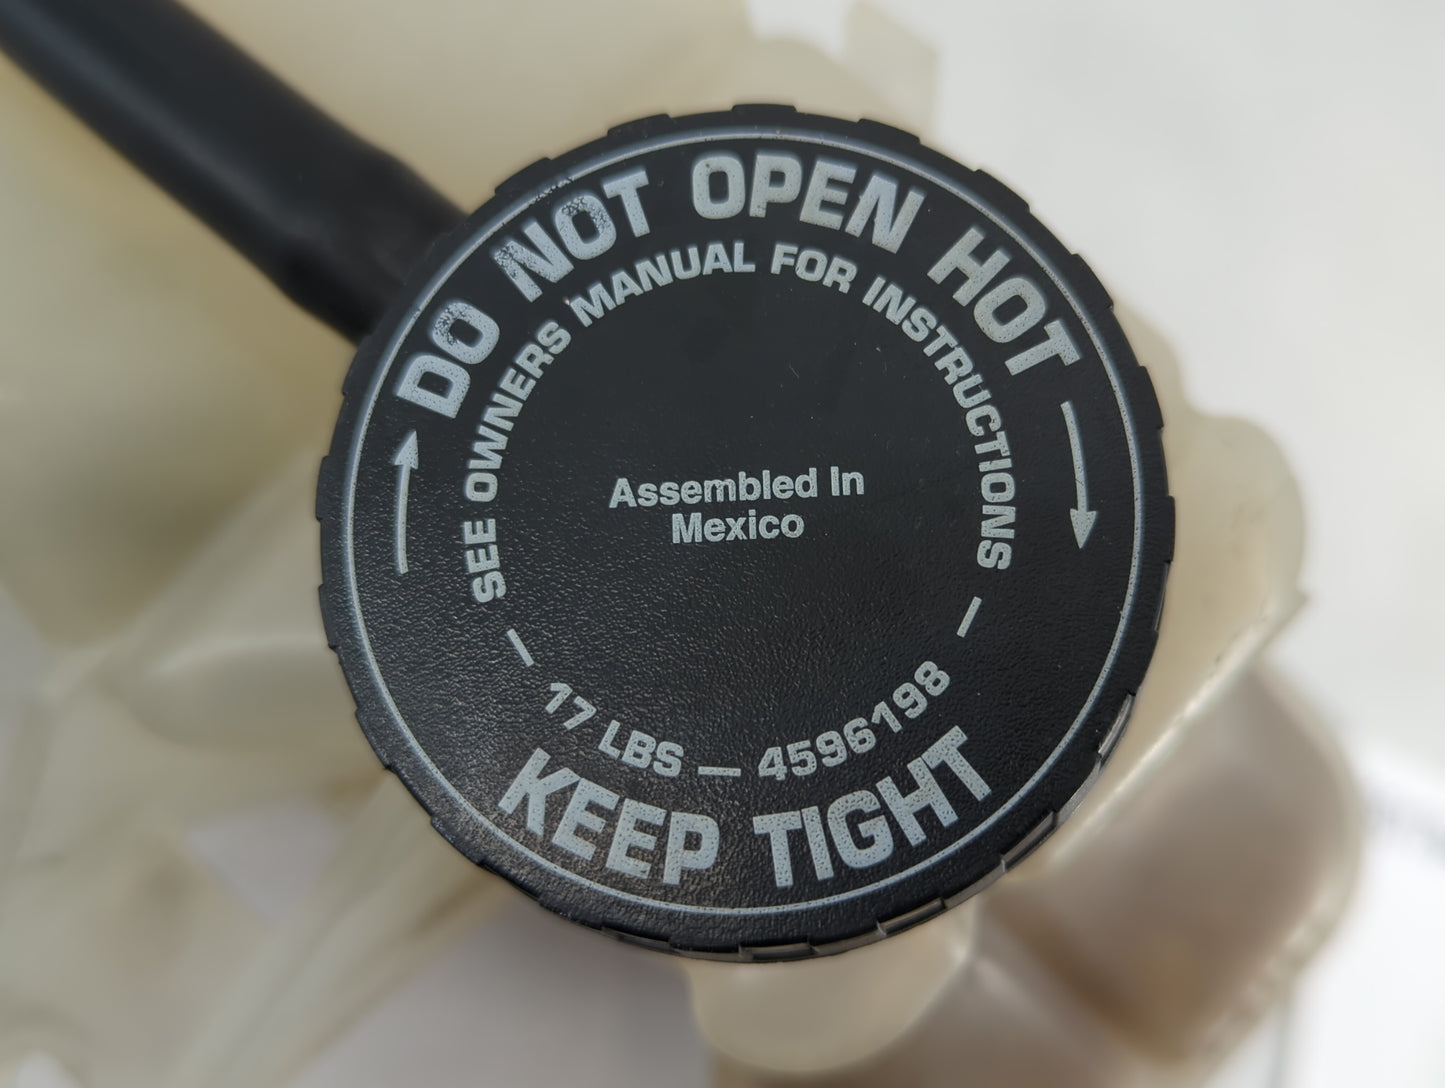 DO NOT OPEN HOT
SEE OWNERS MANUAL FOR INSTRUCTIONS
Assembled In
Mexico
17 LBS — 4596198
KEEP TIGHT